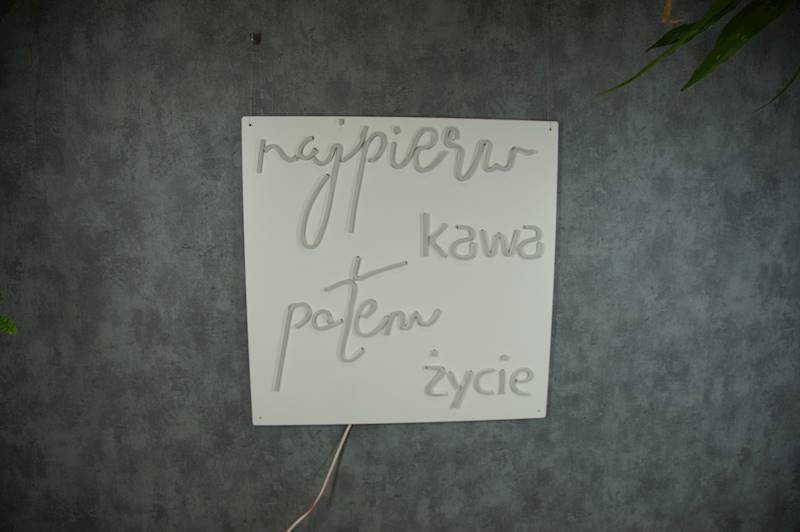 najpierw
kawa
potem
życie